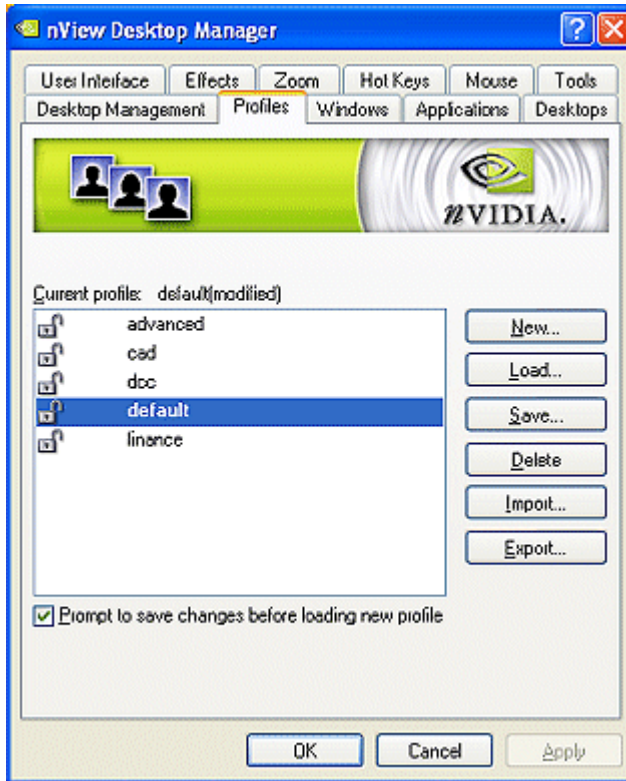 nView Desktop Manager
User Interface Effects Zoom Hot Keys Mouse Tools
Desktop Management Profiles Windows Applications Desktops
nVIDIA.
Current profile: default(modified)
advanced
cad
dcc
default
finance
New...
Load...
Save...
Delete
Import...
Export...
Prompt to save changes before loading new profile
OK Cancel Apply